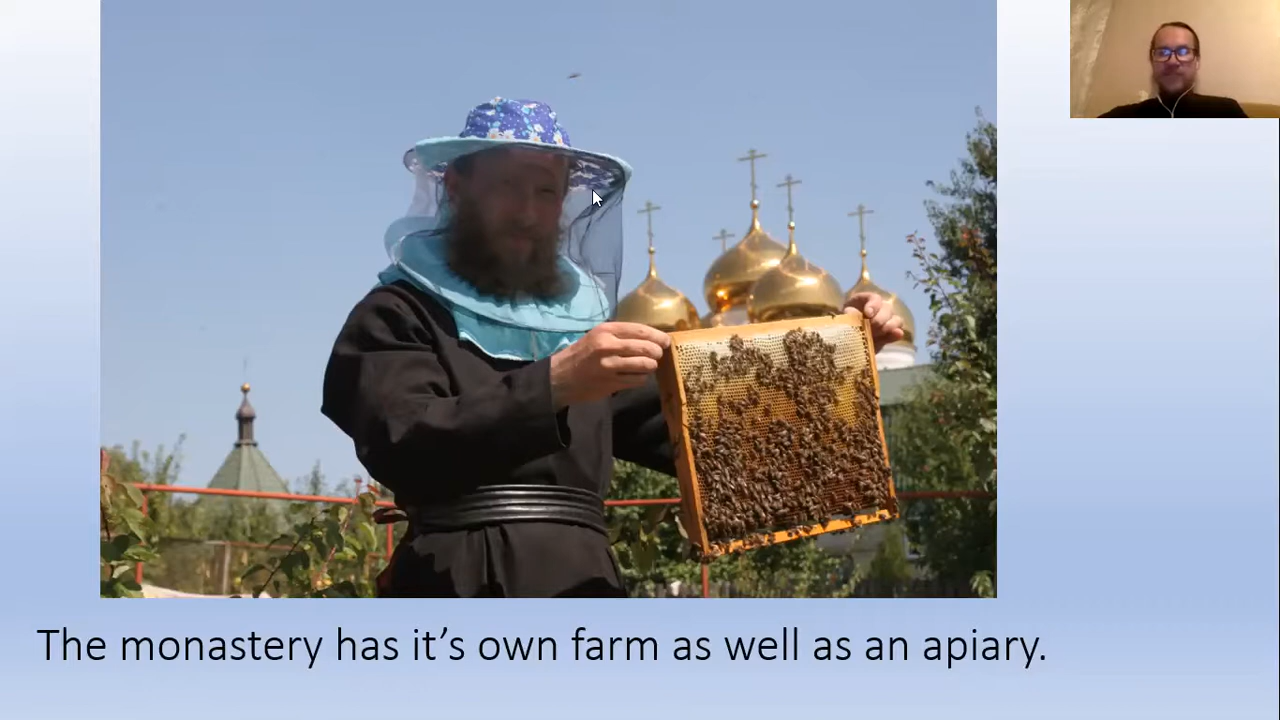 The monastery has it’s own farm as well as an apiary.